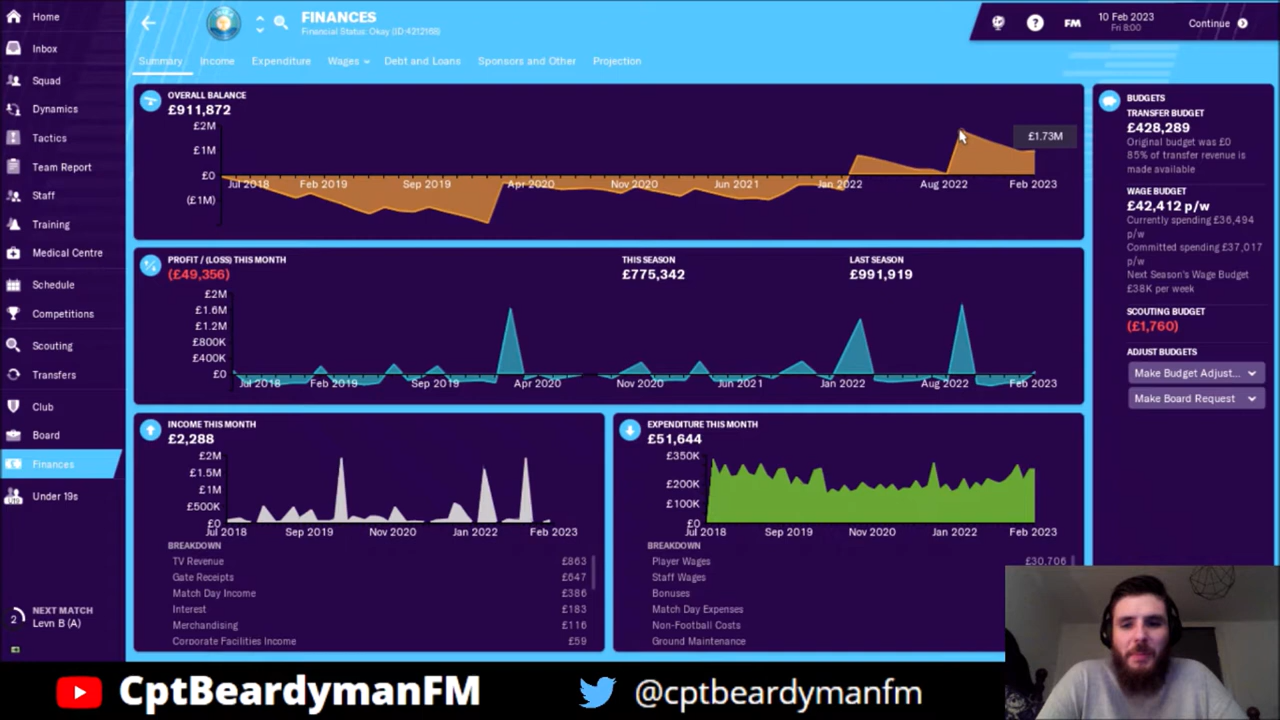 Home
Inbox
Squad
Dynamics
Tactics
Team Report
Staff
Training
Medical Centre
Schedule
Competitions
Scouting
Transfers
Club
Board
Finances
Under 19s
NEXT MATCH
2
Levn B (A)
FINANCES
Financial Status: Okay (ID:4212168)
10 Feb 2023
Fri 8:00
FM
Continue
Summary Income Expenditure Wages Debt and Loans Sponsors and Other Projection
OVERALL BALANCE
£911,872
£2M
£1M
£0
(£1M)
£1.73M
Jul 2018 Feb 2019 Sep 2019 Apr 2020 Nov 2020 Jun 2021 Jan 2022 Aug 2022 Feb 2023
PROFIT / (LOSS) THIS MONTH
(£49,356)
THIS SEASON
£775,342
LAST SEASON
£991,919
£2M
£1.6M
£1.2M
£800K
£400K
£0
Jul 2018 Feb 2019 Sep 2019 Apr 2020 Nov 2020 Jun 2021 Jan 2022 Aug 2022 Feb 2023
INCOME THIS MONTH
£2,288
£2M
£1.5M
£1M
£500K
£0
Jul 2018 Sep 2019 Nov 2020 Jan 2022 Feb 2023
BREAKDOWN
TV Revenue £863
Gate Receipts £647
Match Day Income £386
Interest £183
Merchandising £116
Corporate Facilities Income £59
EXPENDITURE THIS MONTH
£51,644
£350K
£200K
£100K
£0
Jul 2018 Sep 2019 Nov 2020 Jan 2022 Feb 2023
BREAKDOWN
Player Wages £30,706
Staff Wages
Bonuses
Match Day Expenses
Non-Football Costs
Ground Maintenance
BUDGETS
TRANSFER BUDGET
£428,289
Original budget was £0
85% of transfer revenue is
made available
WAGE BUDGET
£42,412 p/w
Currently spending £36,494
p/w
Committed spending £37,017
p/w
Next Season's Wage Budget
£38K per week
SCOUTING BUDGET
(£1,760)
ADJUST BUDGETS
Make Budget Adjust...
Make Board Request
CptBeardymanFM
@cptbeardymanfm